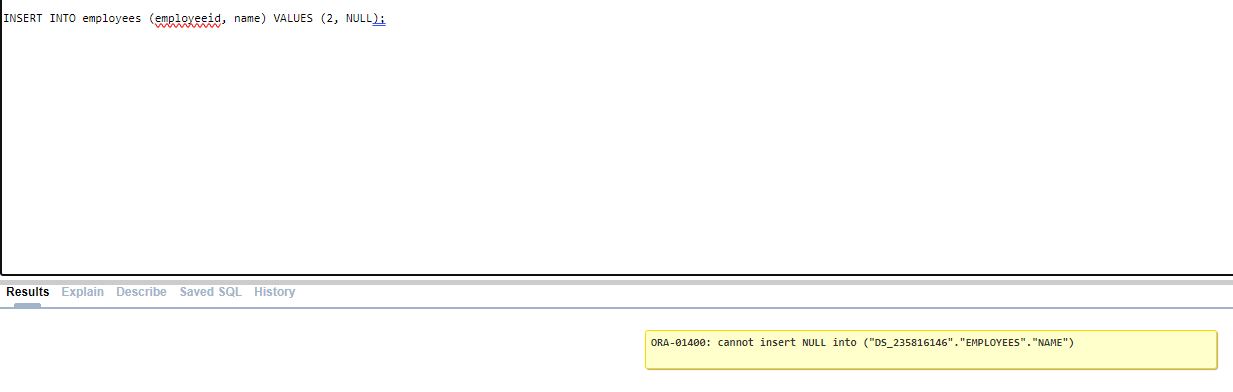 INSERT INTO employees (employeeid, name) VALUES (2, NULL);
Results Explain Describe Saved SQL History
ORA-01400: cannot insert NULL into ("DS_235816146"."EMPLOYEES"."NAME")